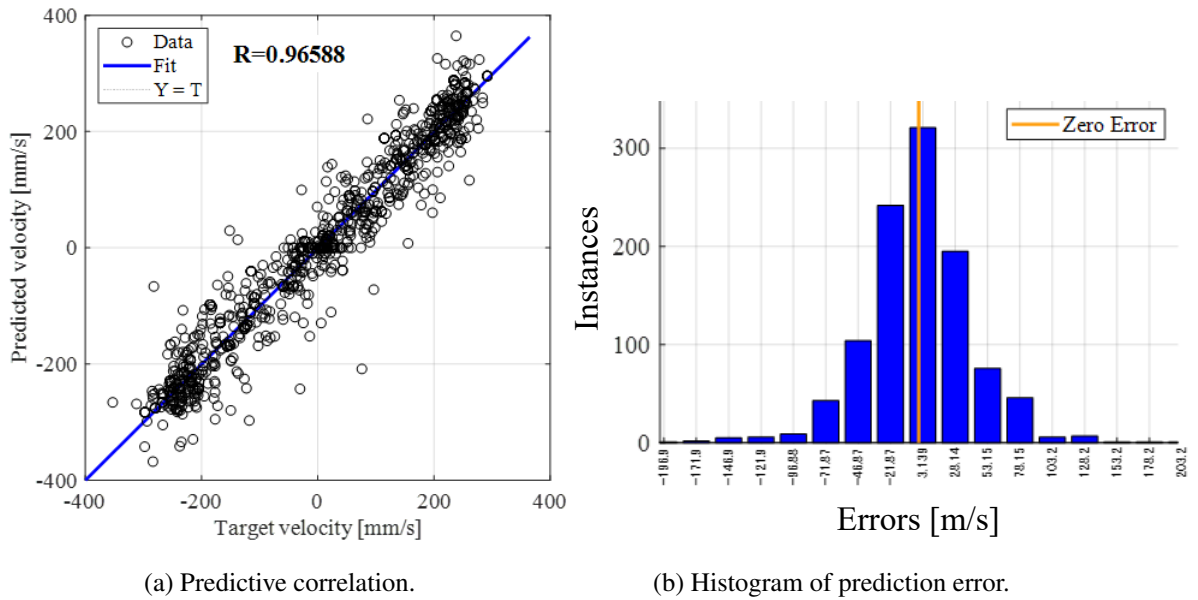 400
200
0
-200
-400
-400
-200
0
200
400
Predicted velocity [mm/s]
Target velocity [mm/s]
Data
Fit
Y = T
R=0.96588
(a) Predictive correlation.
300
200
100
0
Instances
Zero Error
-196.9
-171.9
-146.9
-121.9
-96.88
-71.87
-46.87
-21.87
3.139
28.14
53.15
78.15
103.2
128.2
153.2
178.2
203.2
Errors [m/s]
(b) Histogram of prediction error.